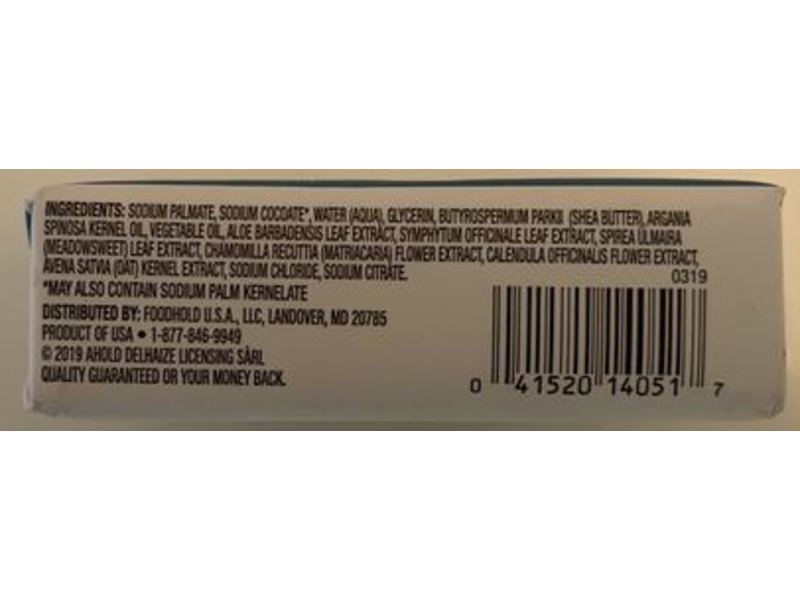 INGREDIENTS: SODIUM PALMATE, SODIUM COCOATE*, WATER (AQUA), GLYCERIN, BUTYROSPERMUM PARKII (SHEA BUTTER), ARGANIA
SPINOSA KERNEL OIL, VEGETABLE OIL, ALOE BARBADENSIS LEAF EXTRACT, SYMPHYTUM OFFICINALE LEAF EXTRACT, SPIREA ULMAIRA
(MEADOWSWEET) LEAF EXTRACT, CHAMOMILLA RECUTTIA (MATRIACARIA) FLOWER EXTRACT, CALENDULA OFFICINALIS FLOWER EXTRACT,
AVENA SATVIA (OAT) KERNEL EXTRACT, SODIUM CHLORIDE, SODIUM CITRATE.
0319
*MAY ALSO CONTAIN SODIUM PALM KERNELATE
DISTRIBUTED BY: FOODHOLD U.S.A., LLC, LANDOVER, MD 20785
PRODUCT OF USA • 1-877-846-9949
© 2019 AHOLD DELHAIZE LICENSING SÀRL
QUALITY GUARANTEED OR YOUR MONEY BACK.
0 41520 14051 7